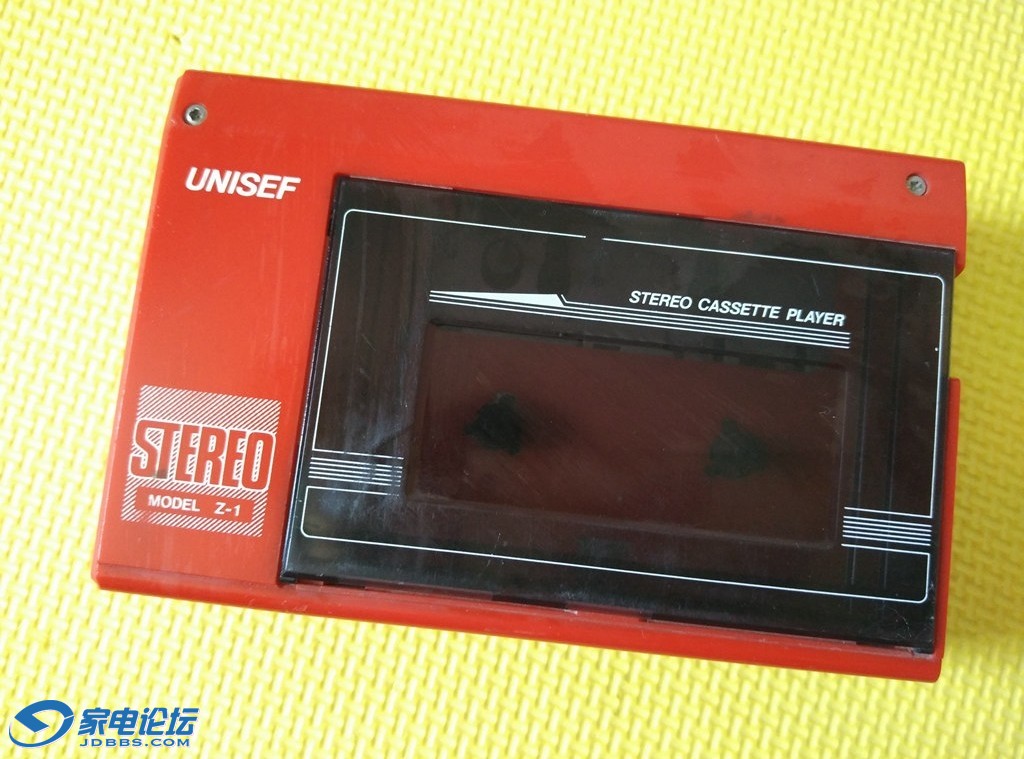 UNISEF
STEREO CASSETTE PLAYER
STEREO
MODEL Z-1
家电论坛
JDBBS.COM